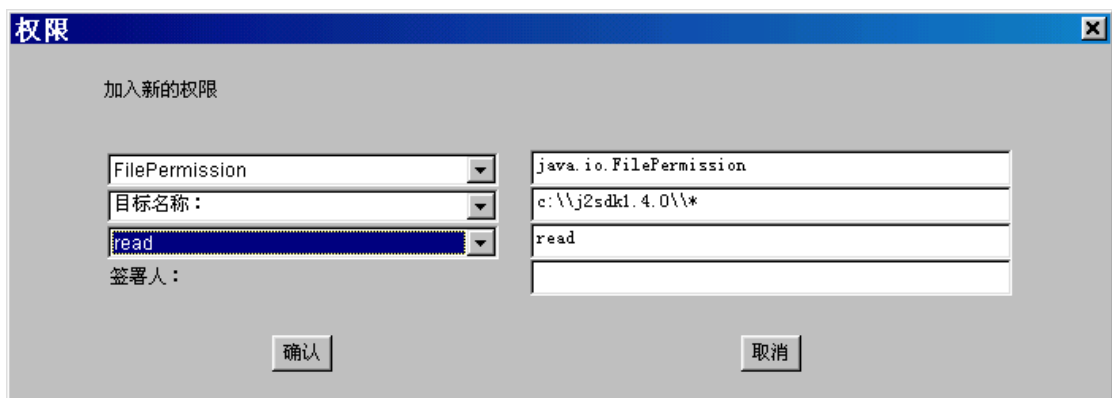 权限
加入新的权限
FilePermission java.io.FilePermission
目标名称： c:\\j2sdk1.4.0\\*
read read
签署人：
确认 取消